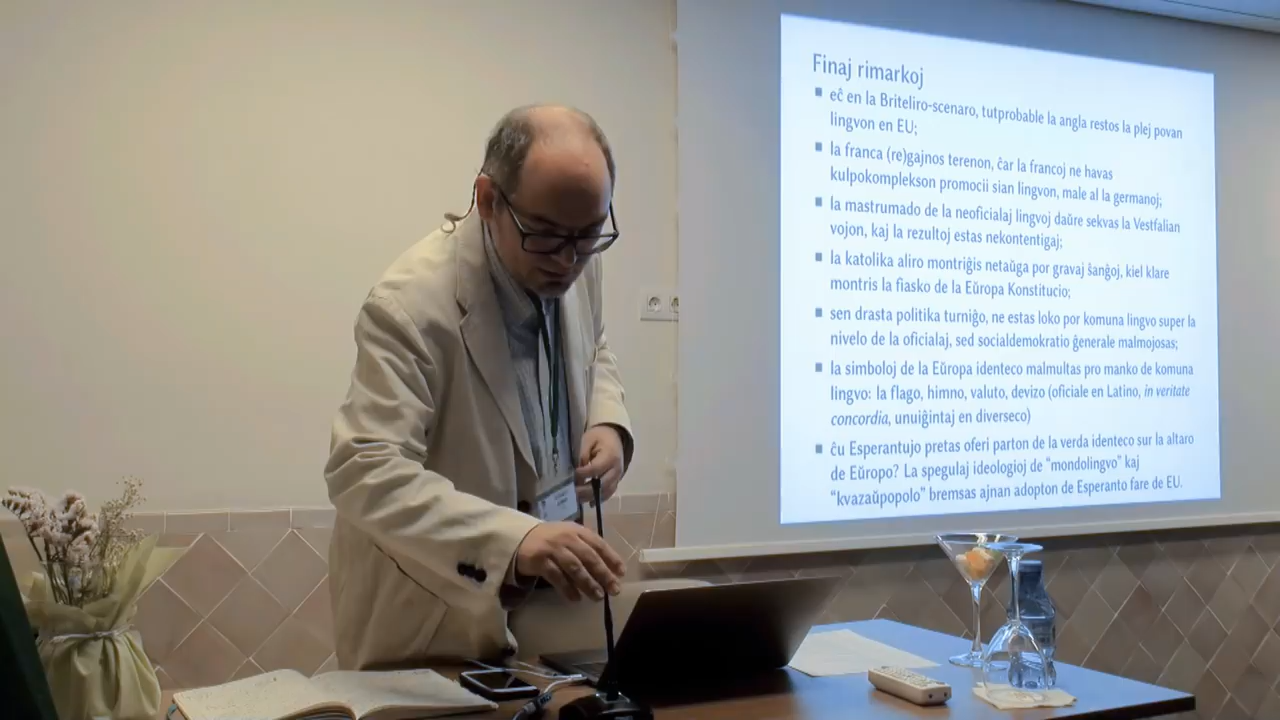 Finaj rimarkoj
▪ eĉ en la Briteliro-scenaro, tutprobable la angla restos la plej povan
lingvon en EU;
▪ la franca (re)gajnos terenon, ĉar la francoj ne havas
kulpokomplekson promocii sian lingvon, male al la germanoj;
▪ la mastrumado de la neoficialaj lingvoj daŭre sekvas la Vestfalian
vojon, kaj la rezultoj estas nekontentigaj;
▪ la katolika aliro montriĝis netaŭga por gravaj ŝanĝoj, kiel klare
montris la fiasko de la Eŭropa Konstitucio;
▪ sen drasta politika turniĝo, ne estas loko por komuna lingvo super la
nivelo de la oficialaj, sed socialdemokratio ĝenerale malmojosas;
▪ la simboloj de la Eŭropa identeco malmultas pro manko de komuna
lingvo: la flago, himno, valuto, devizo (oficiale en Latino, in veritate
concordia, unuiĝintaj en diverseco)
▪ ĉu Esperantujo pretas oferi parton de la verda identeco sur la altaro
de Eŭropo? La spegulaj ideologioj de "mondolingvo" kaj
"kvazaŭpopolo" bremsas ajnan adopton de Esperanto fare de EU.